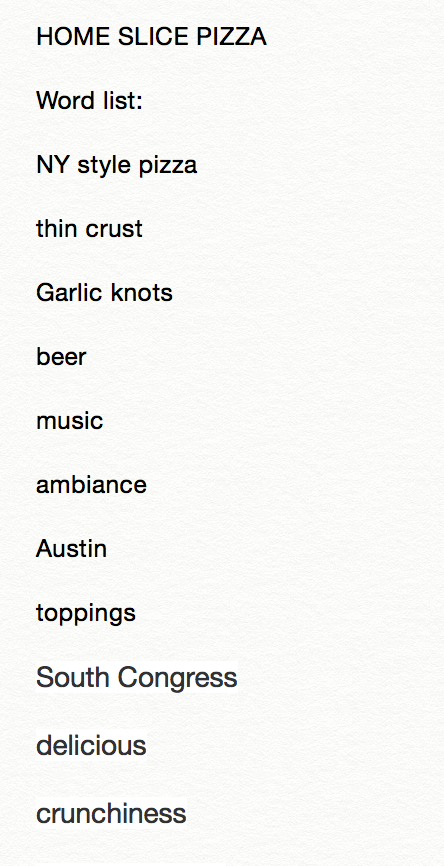 HOME SLICE PIZZA
Word list:
NY style pizza
thin crust
Garlic knots
beer
music
ambiance
Austin
toppings
South Congress
delicious
crunchiness